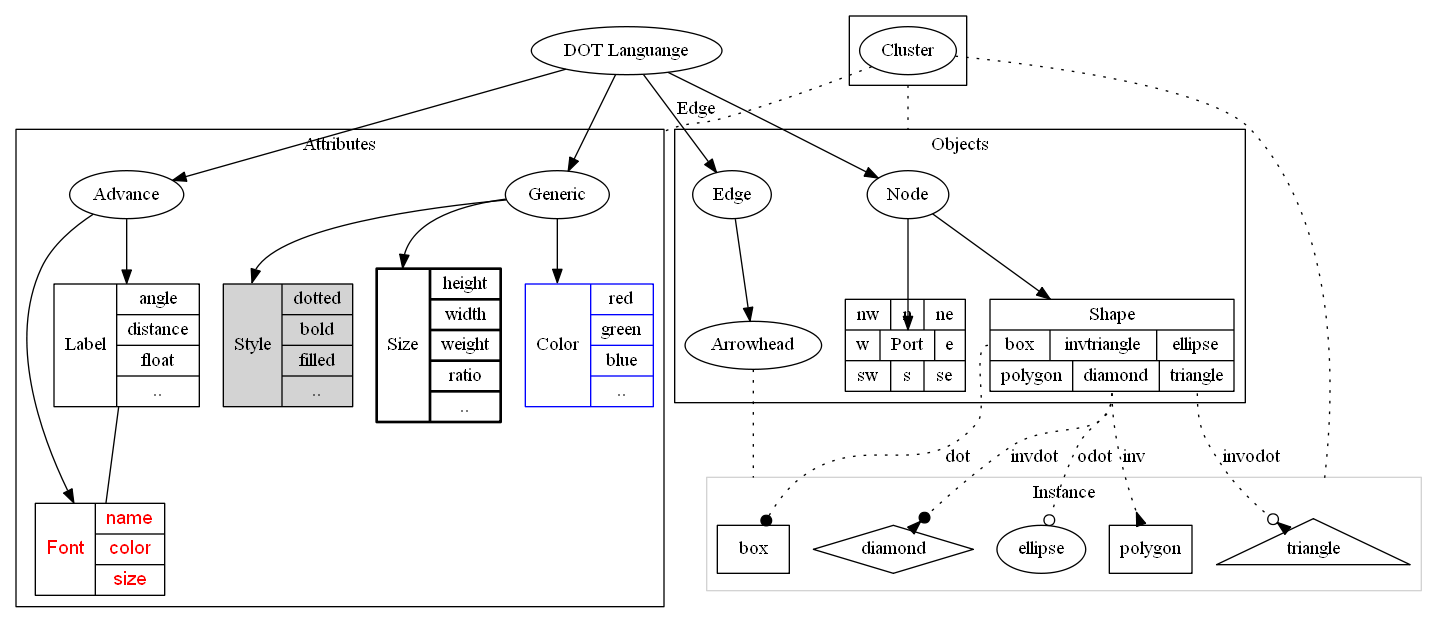 DOT Languange
Cluster
Edge
Attributes
Objects
Advance
Generic
Edge
Node
Label
angle
distance
float
..
Style
dotted
bold
filled
..
Size
height
width
weight
ratio
..
Color
red
green
blue
..
Arrowhead
nw
n
ne
w
Port
e
sw
s
se
Shape
box
invtriangle
ellipse
polygon
diamond
triangle
dot
invdot
odot
inv
invodot
Instance
Font
name
color
size
box
diamond
ellipse
polygon
triangle